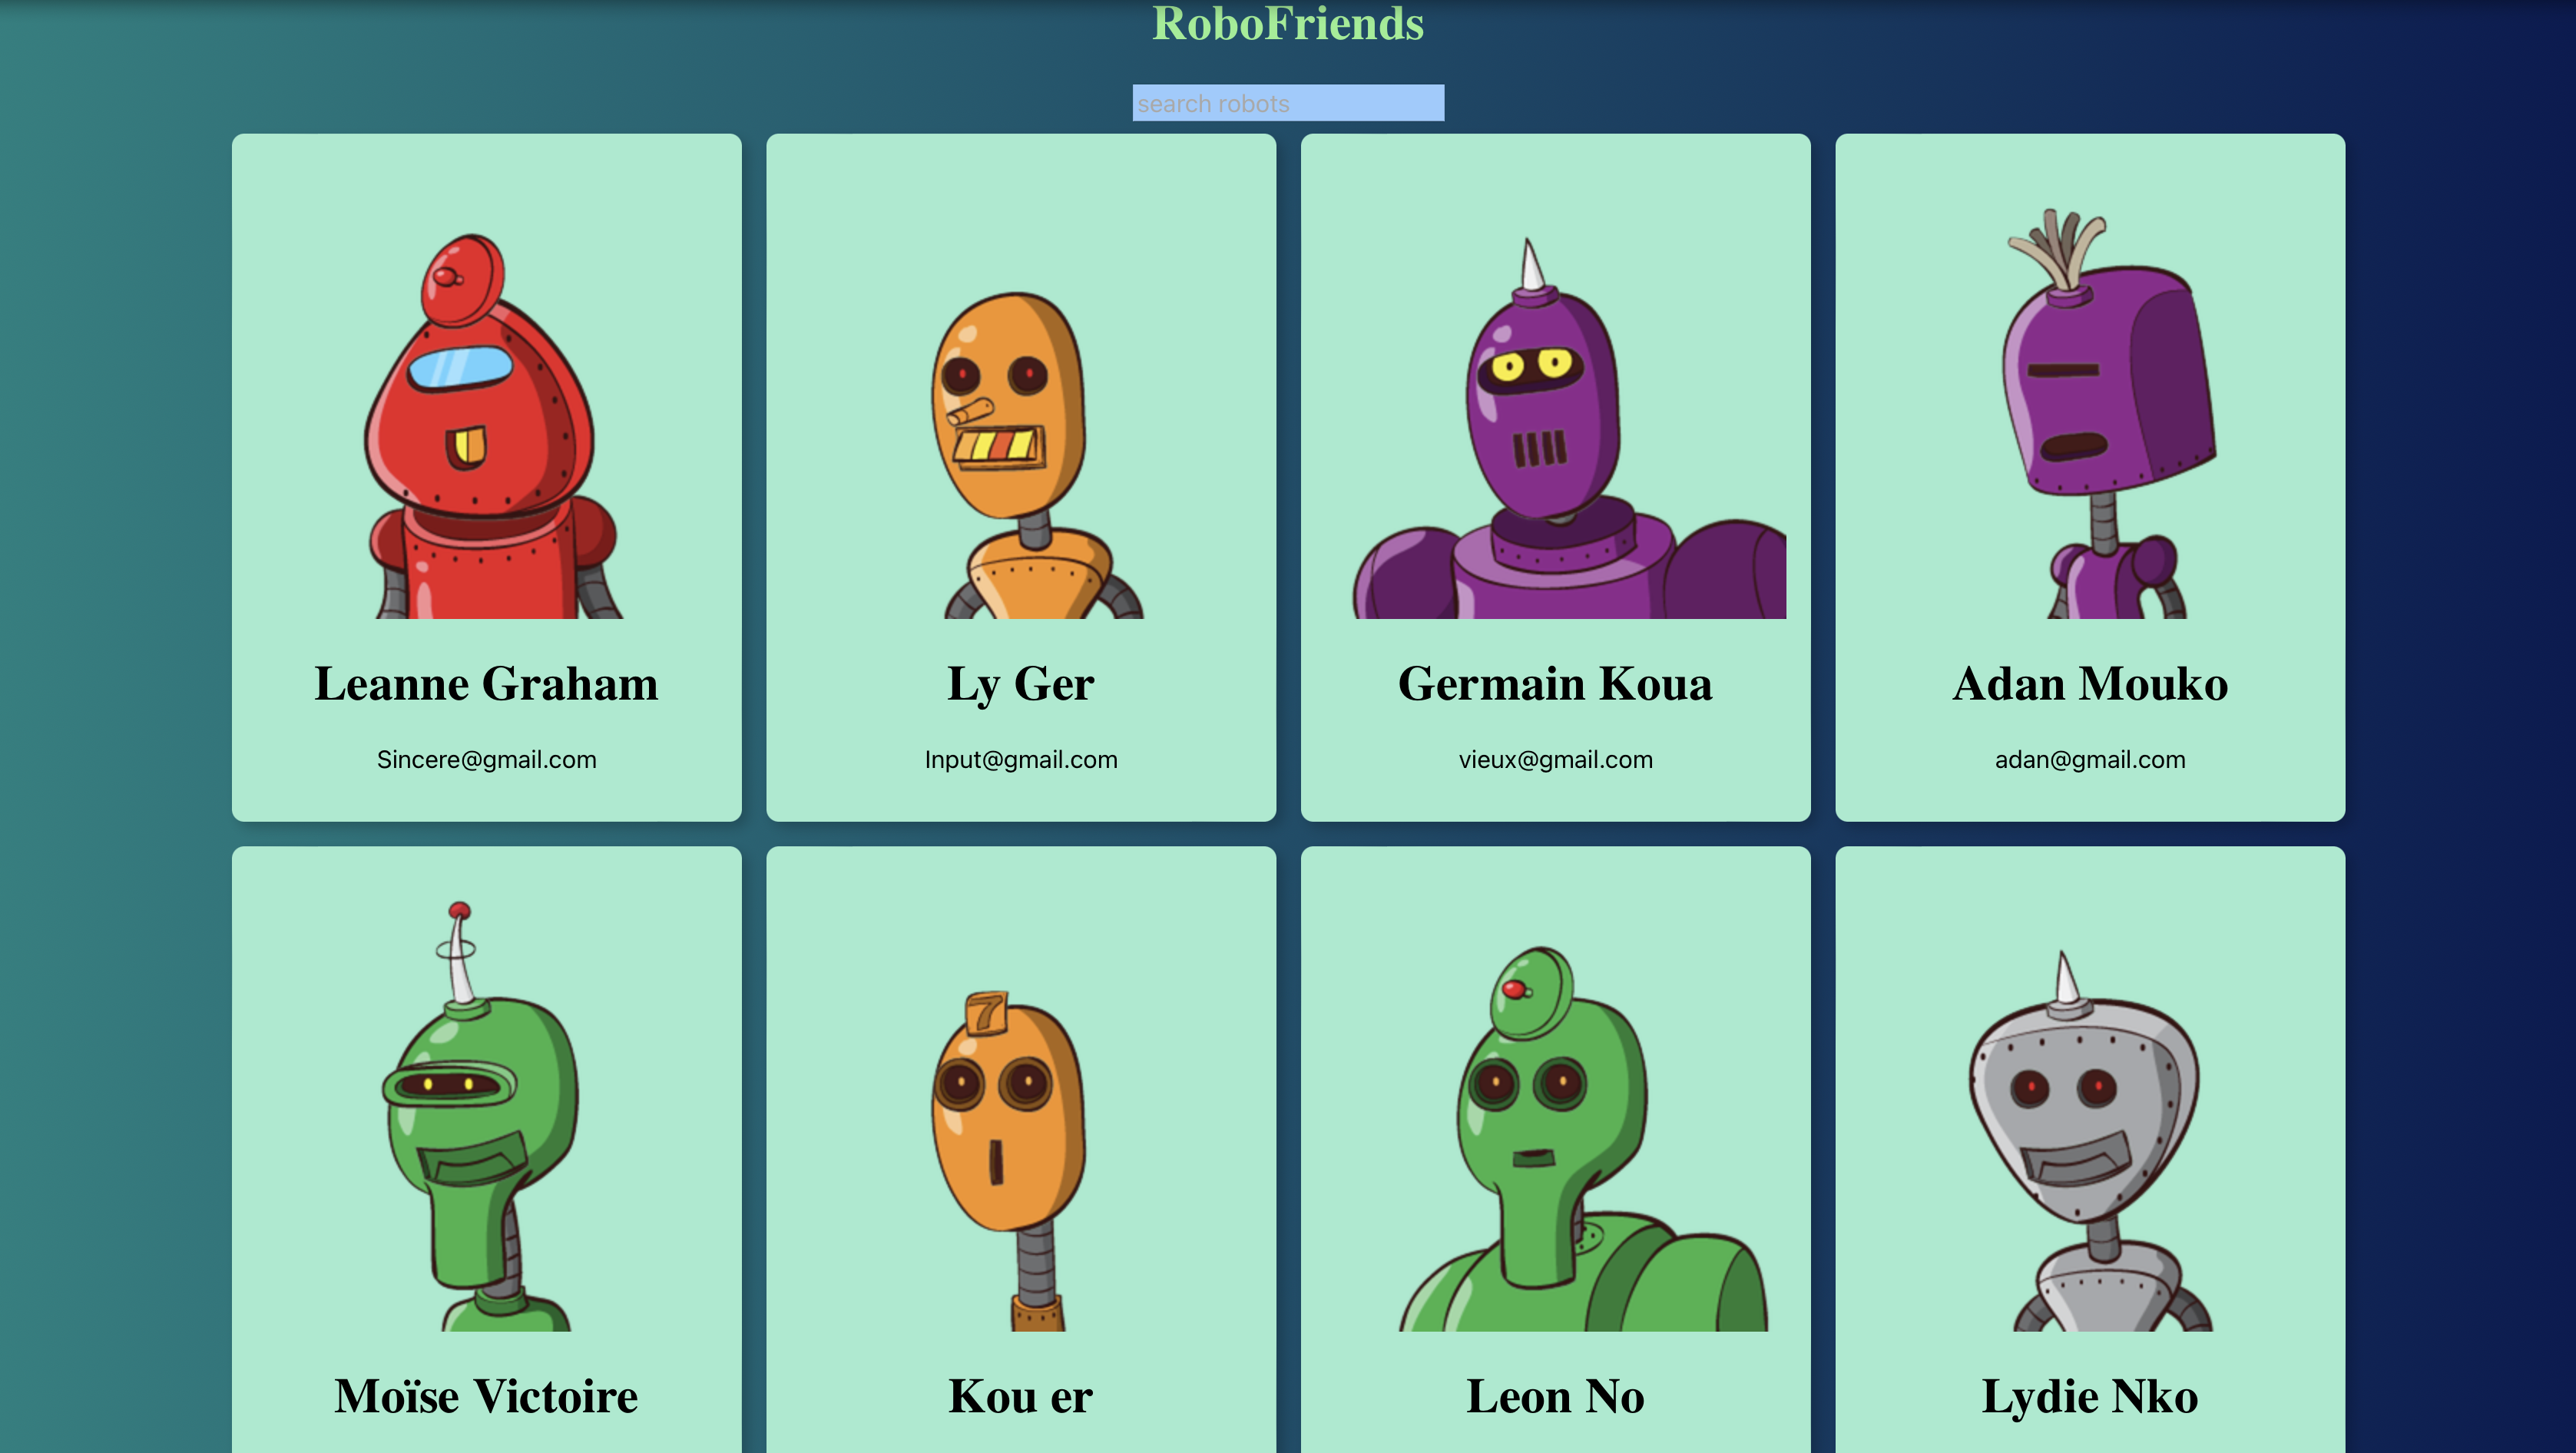 RoboFriends
search robots
Leanne Graham
Sincere@gmail.com
Ly Ger
Input@gmail.com
Germain Koua
vieux@gmail.com
Adan Mouko
adan@gmail.com
7
Moïse Victoire
Kou er
Leon No
Lydie Nko